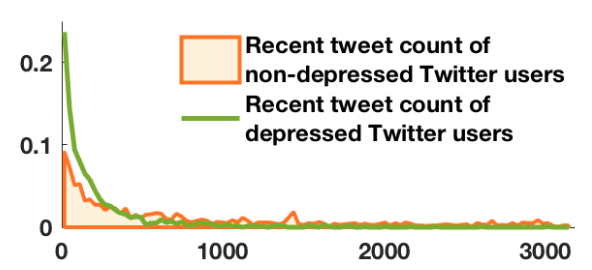 Recent tweet count of
non-depressed Twitter users
Recent tweet count of
depressed Twitter users
0.2
0.1
0
0 1000 2000 3000